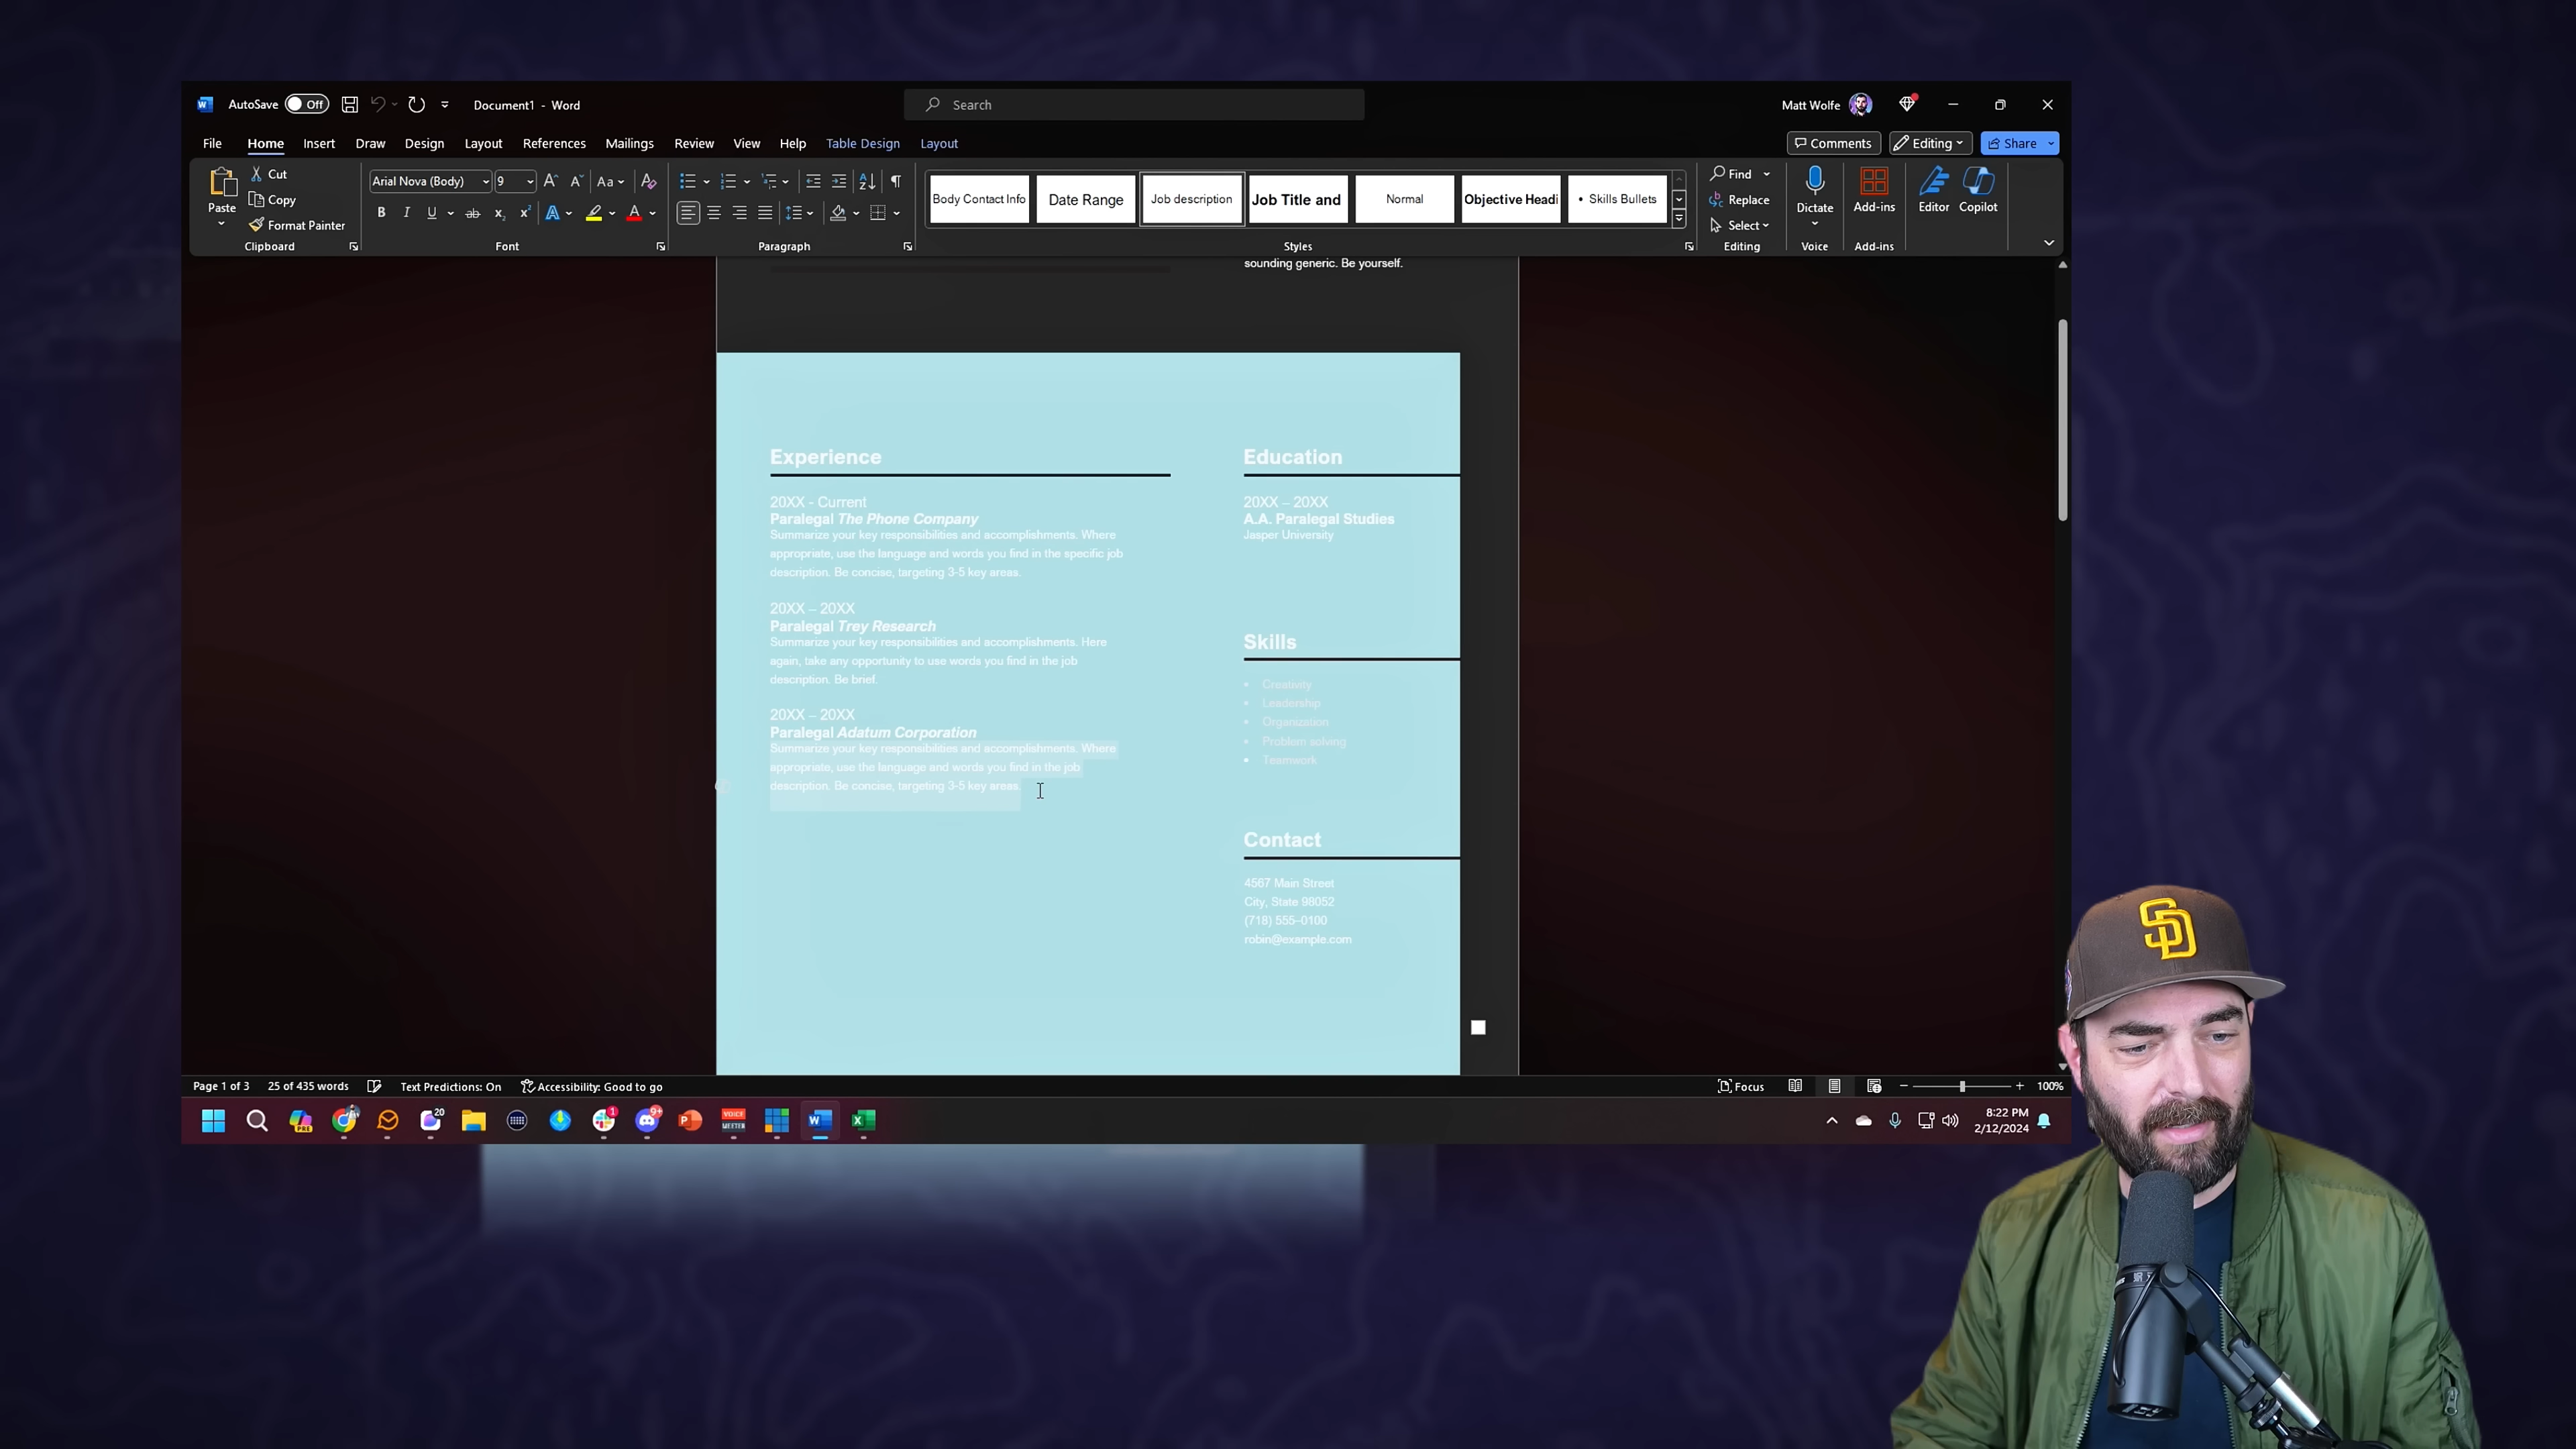 AutoSave Off
Document1 - Word
Search
Matt Wolfe
File Home Insert Draw Design Layout References Mailings Review View Help Table Design Layout
Comments Editing Share
Paste
Cut
Copy
Format Painter
Clipboard
Arial Nova (Body) 9
Font
Paragraph
Body Contact Info
Date Range
Job description
Job Title and
Normal
Objective Headi
• Skills Bullets
Styles
Find
Replace
Select
Editing
Dictate
Voice
Add-ins
Add-ins
Editor
Copilot
sounding generic. Be yourself.
Experience
20XX - Current
Paralegal The Phone Company
Summarize your key responsibilities and accomplishments. Where
appropriate, use the language and words you find in the specific job
description. Be concise, targeting 3-5 key areas.
20XX – 20XX
Paralegal Trey Research
Summarize your key responsibilities and accomplishments. Here
again, take any opportunity to use words you find in the job
description. Be brief.
20XX – 20XX
Paralegal Adatum Corporation
Summarize your key responsibilities and accomplishments. Where
appropriate, use the language and words you find in the job
description. Be concise, targeting 3-5 key areas.
Education
20XX – 20XX
A.A. Paralegal Studies
Jasper University
Skills
• Creativity
• Leadership
• Organization
• Problem solving
• Teamwork
Contact
4567 Main Street
City, State 98052
(718) 555–0100
robin@example.com
Page 1 of 3 25 of 435 words Text Predictions: On Accessibility: Good to go
Focus
100%
PRE
20
1
9+
VOICE
8:22 PM
2/12/2024
SD